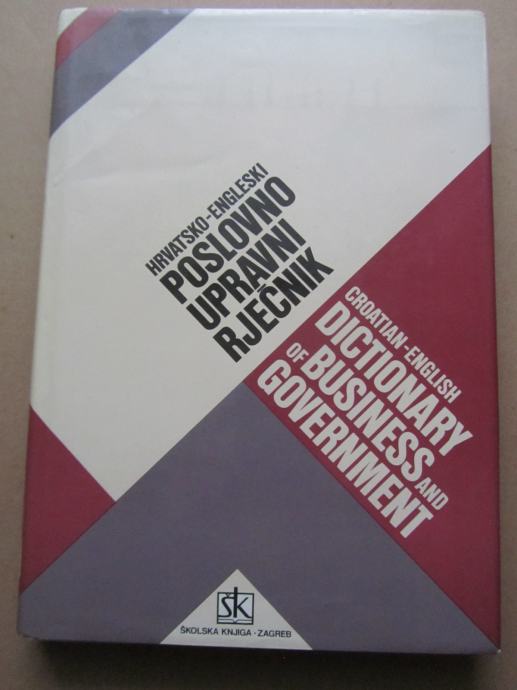 HRVATSKO-ENGLESKI
POSLOVNO
UPRAVNI
RJEČNIK
CROATIAN-ENGLISH
DICTIONARY
OF BUSINESS AND
GOVERNMENT
ŠK
ŠKOLSKA KNJIGA · ZAGREB